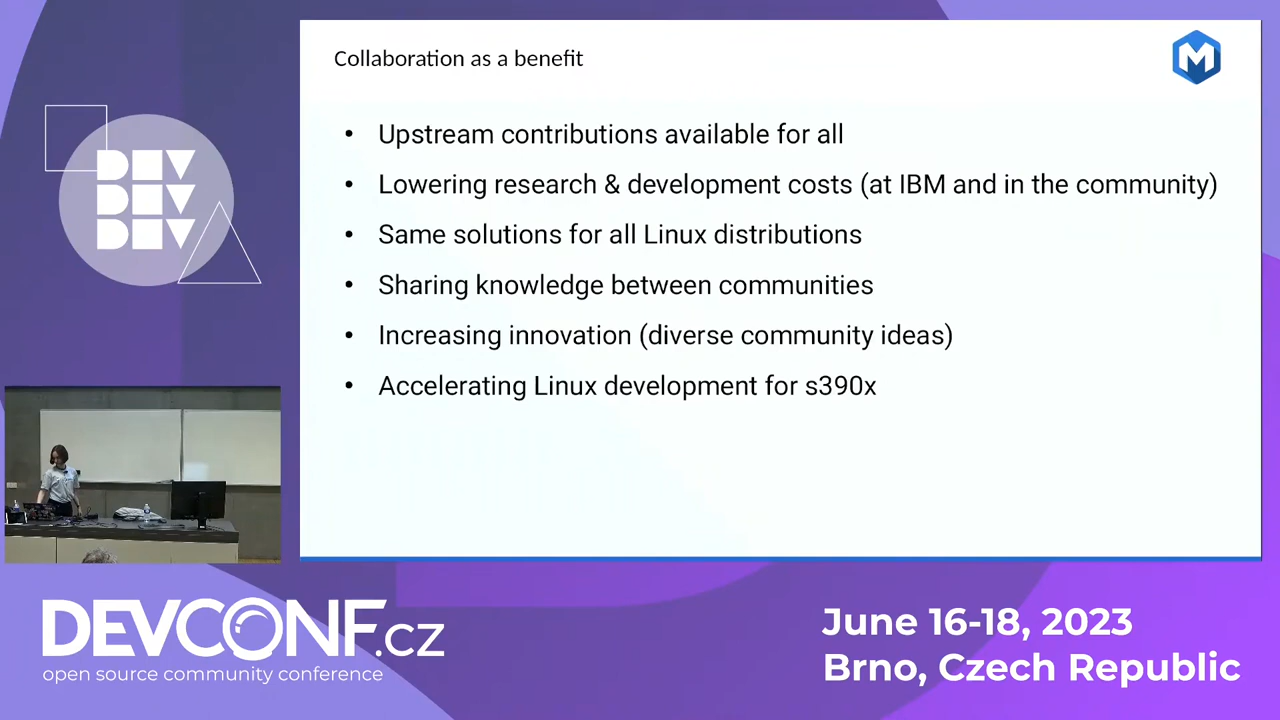 Collaboration as a benefit
M
• Upstream contributions available for all
• Lowering research & development costs (at IBM and in the community)
• Same solutions for all Linux distributions
• Sharing knowledge between communities
• Increasing innovation (diverse community ideas)
• Accelerating Linux development for s390x
DEV
DEV
DEV
DEVCONF.cz
open source community conference
June 16-18, 2023
Brno, Czech Republic